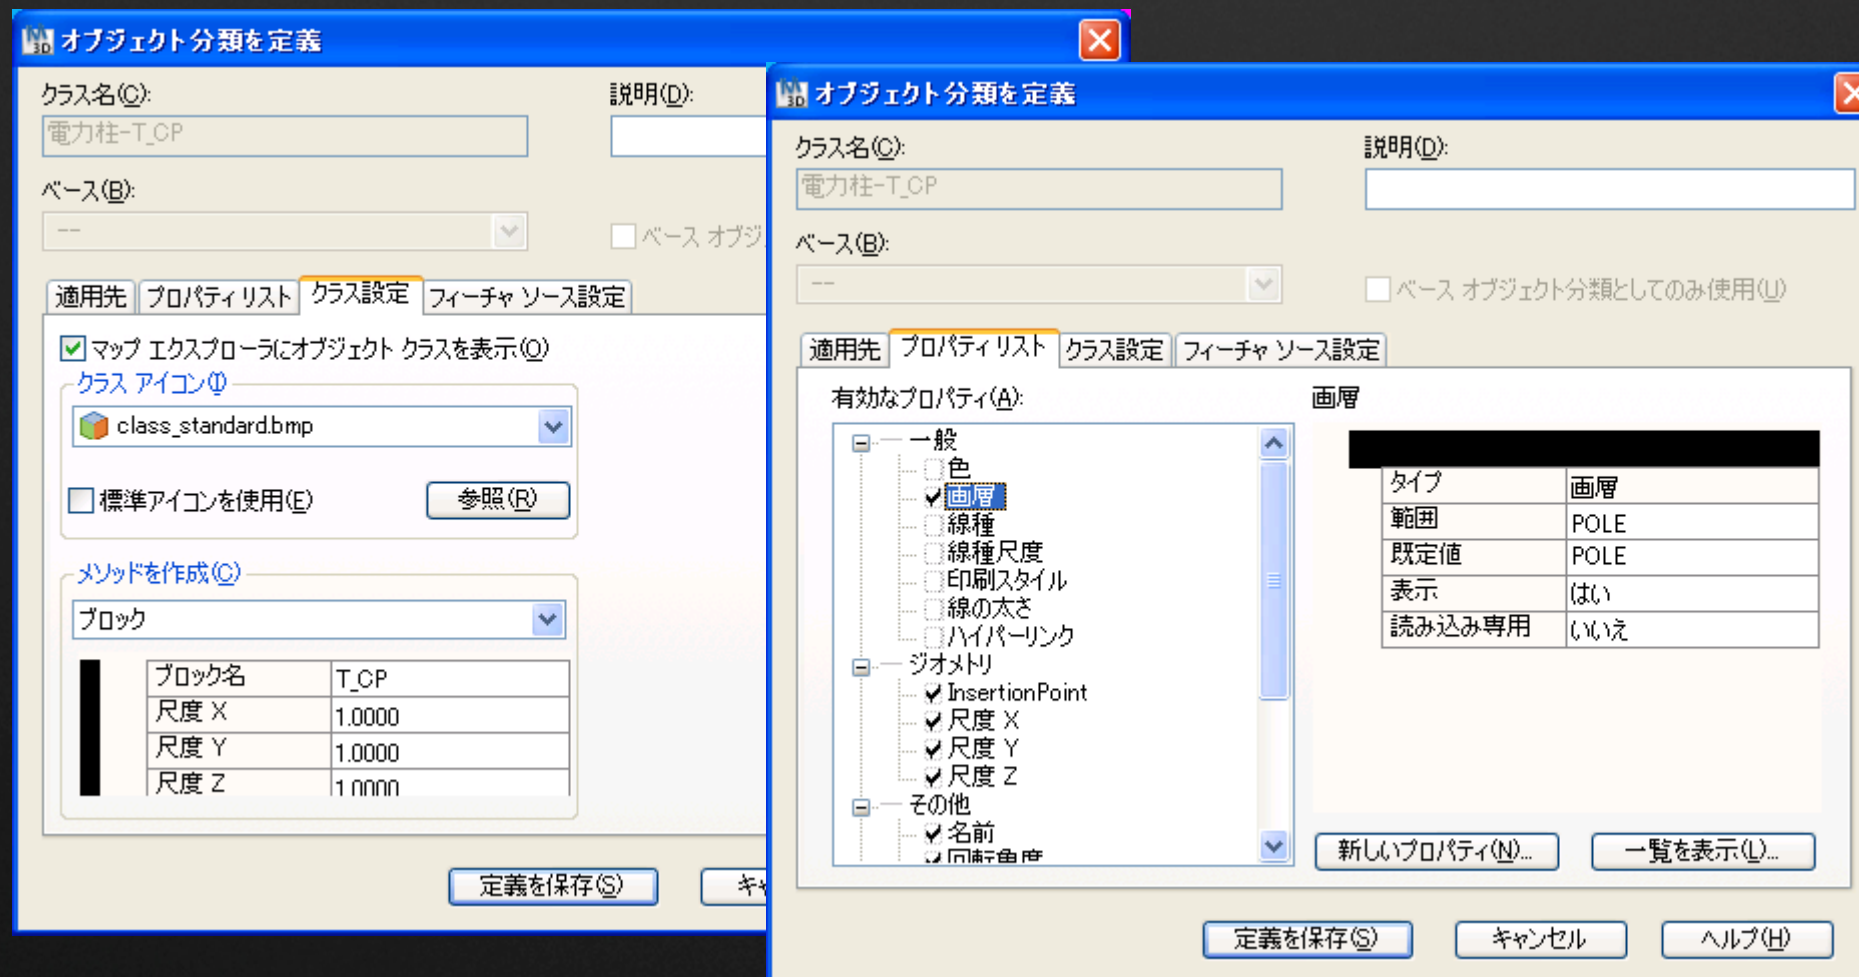 オブジェクト分類を定義
クラス名(C):
説明(D):
電力柱-T_CP
ベース(B):
--
ベース オブジ
適用先 プロパティ リスト クラス設定 フィーチャ ソース設定
マップ エクスプローラにオブジェクト クラスを表示(O)
クラス アイコン(I)
class_standard.bmp
標準アイコンを使用(E)
参照(R)
メソッドを作成(C)
ブロック
ブロック名 T_CP
尺度 X 1.0000
尺度 Y 1.0000
尺度 Z 1.0000
定義を保存(S)
オブジェクト分類を定義
クラス名(C):
説明(D):
電力柱-T_CP
ベース(B):
--
ベース オブジェクト分類としてのみ使用(U)
適用先 プロパティ リスト クラス設定 フィーチャ ソース設定
有効なプロパティ(A):
一般
色
画層
線種
線種尺度
印刷スタイル
線の太さ
ハイパーリンク
ジオメトリ
InsertionPoint
尺度 X
尺度 Y
尺度 Z
その他
名前
回転角度
画層
タイプ 画層
範囲 POLE
既定値 POLE
表示 はい
読み込み専用 いいえ
新しいプロパティ(N)...
一覧を表示(L)...
定義を保存(S)
キャンセル
ヘルプ(H)